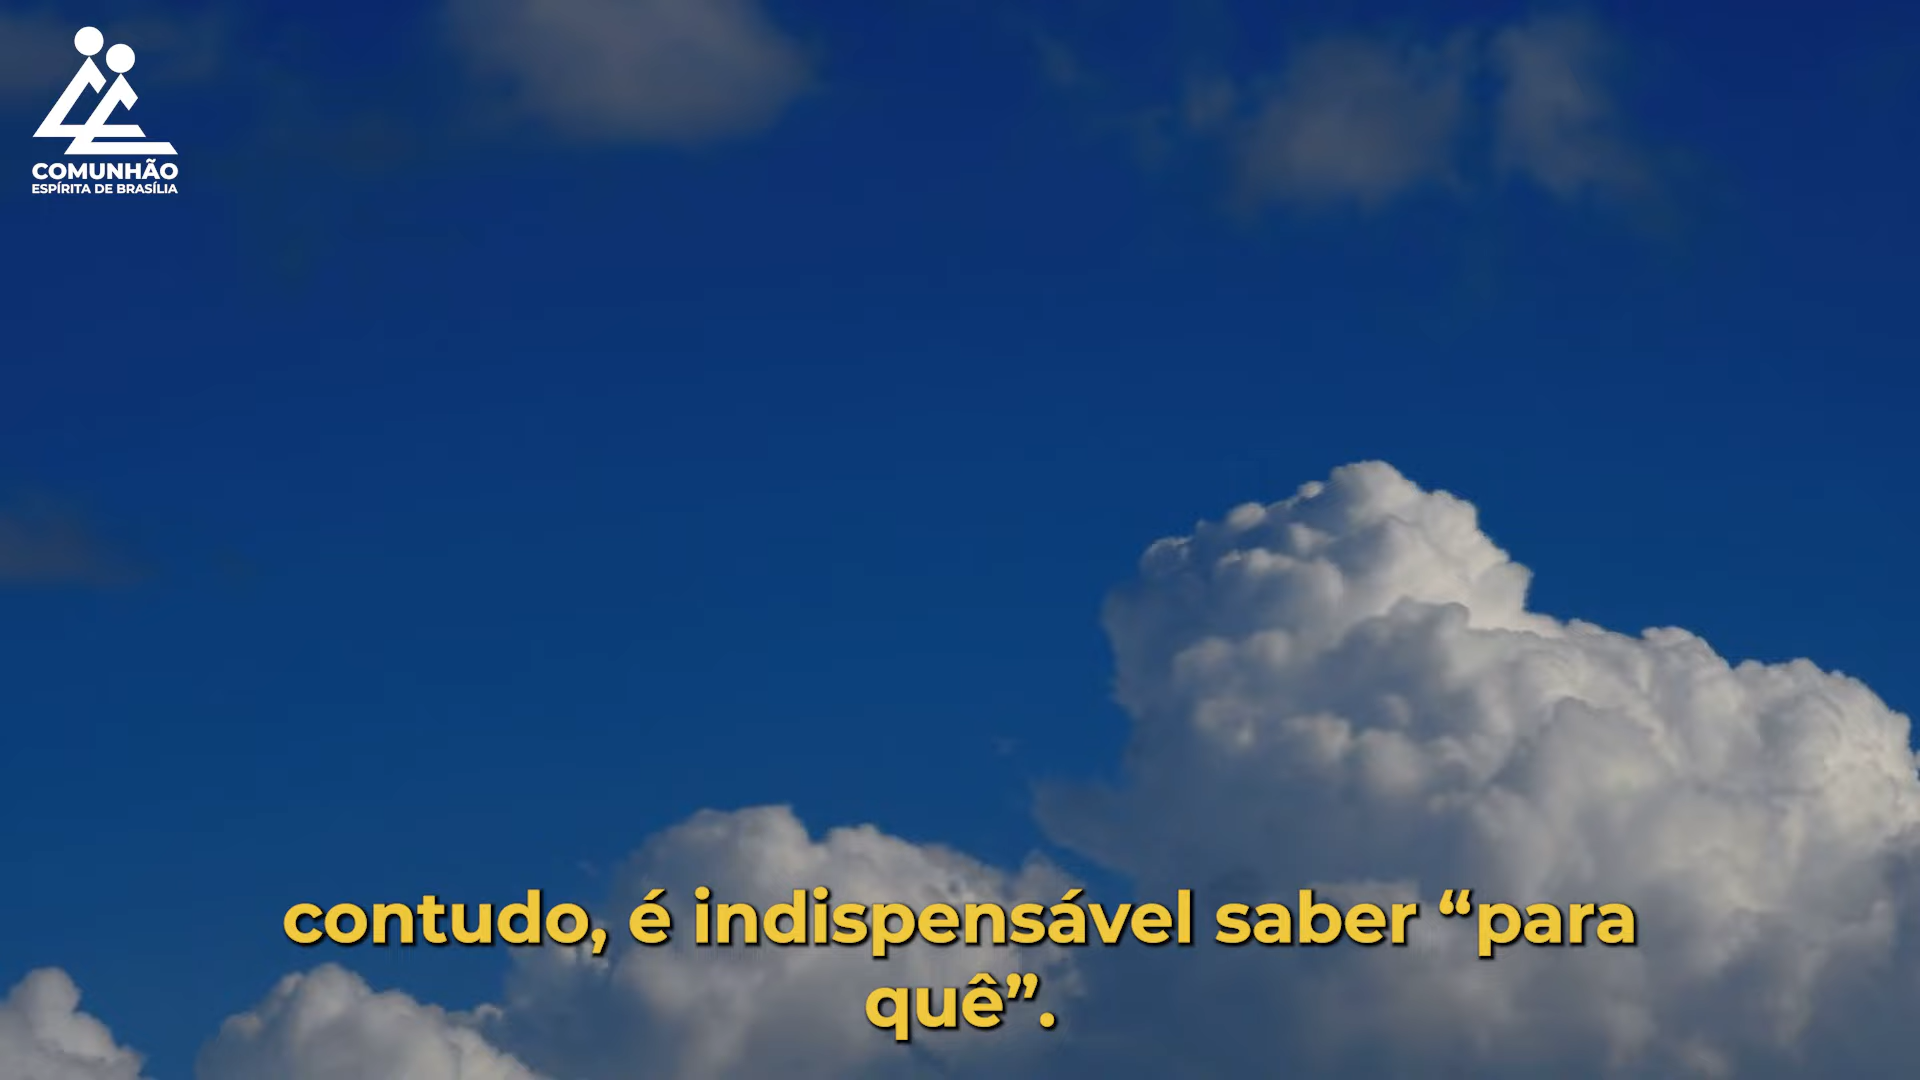 COMUNHÃO
ESPÍRITA DE BRASÍLIA
contudo, é indispensável saber “para
quê”.